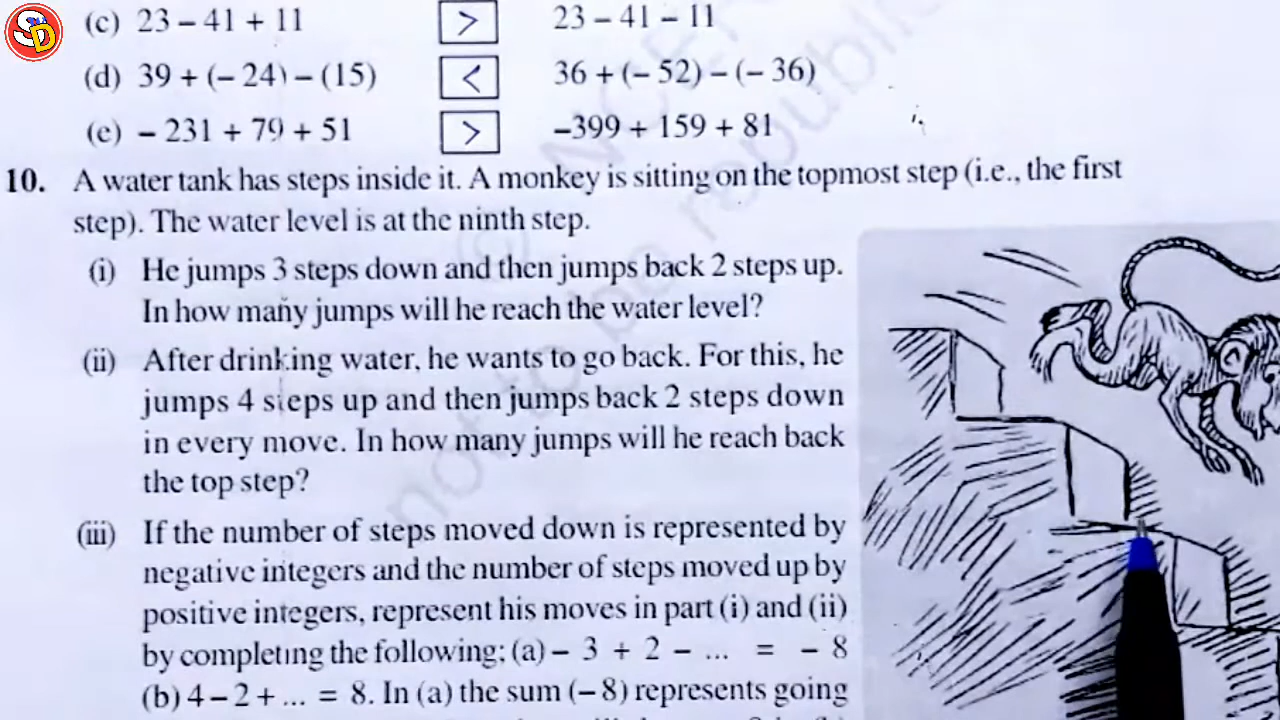 SD
(c) 23 – 41 + 11 > 23 – 41 – 11
(d) 39 + (– 24) – (15) < 36 + (– 52) – (– 36)
(e) – 231 + 79 + 51 > –399 + 159 + 81
10. A water tank has steps inside it. A monkey is sitting on the topmost step (i.e., the first
step). The water level is at the ninth step.
(i) He jumps 3 steps down and then jumps back 2 steps up.
In how many jumps will he reach the water level?
(ii) After drinking water, he wants to go back. For this, he
jumps 4 steps up and then jumps back 2 steps down
in every move. In how many jumps will he reach back
the top step?
(iii) If the number of steps moved down is represented by
negative integers and the number of steps moved up by
positive integers, represent his moves in part (i) and (ii)
by completing the following; (a) – 3 + 2 – ... = – 8
(b) 4 – 2 + ... = 8. In (a) the sum (– 8) represents going
not to be republished